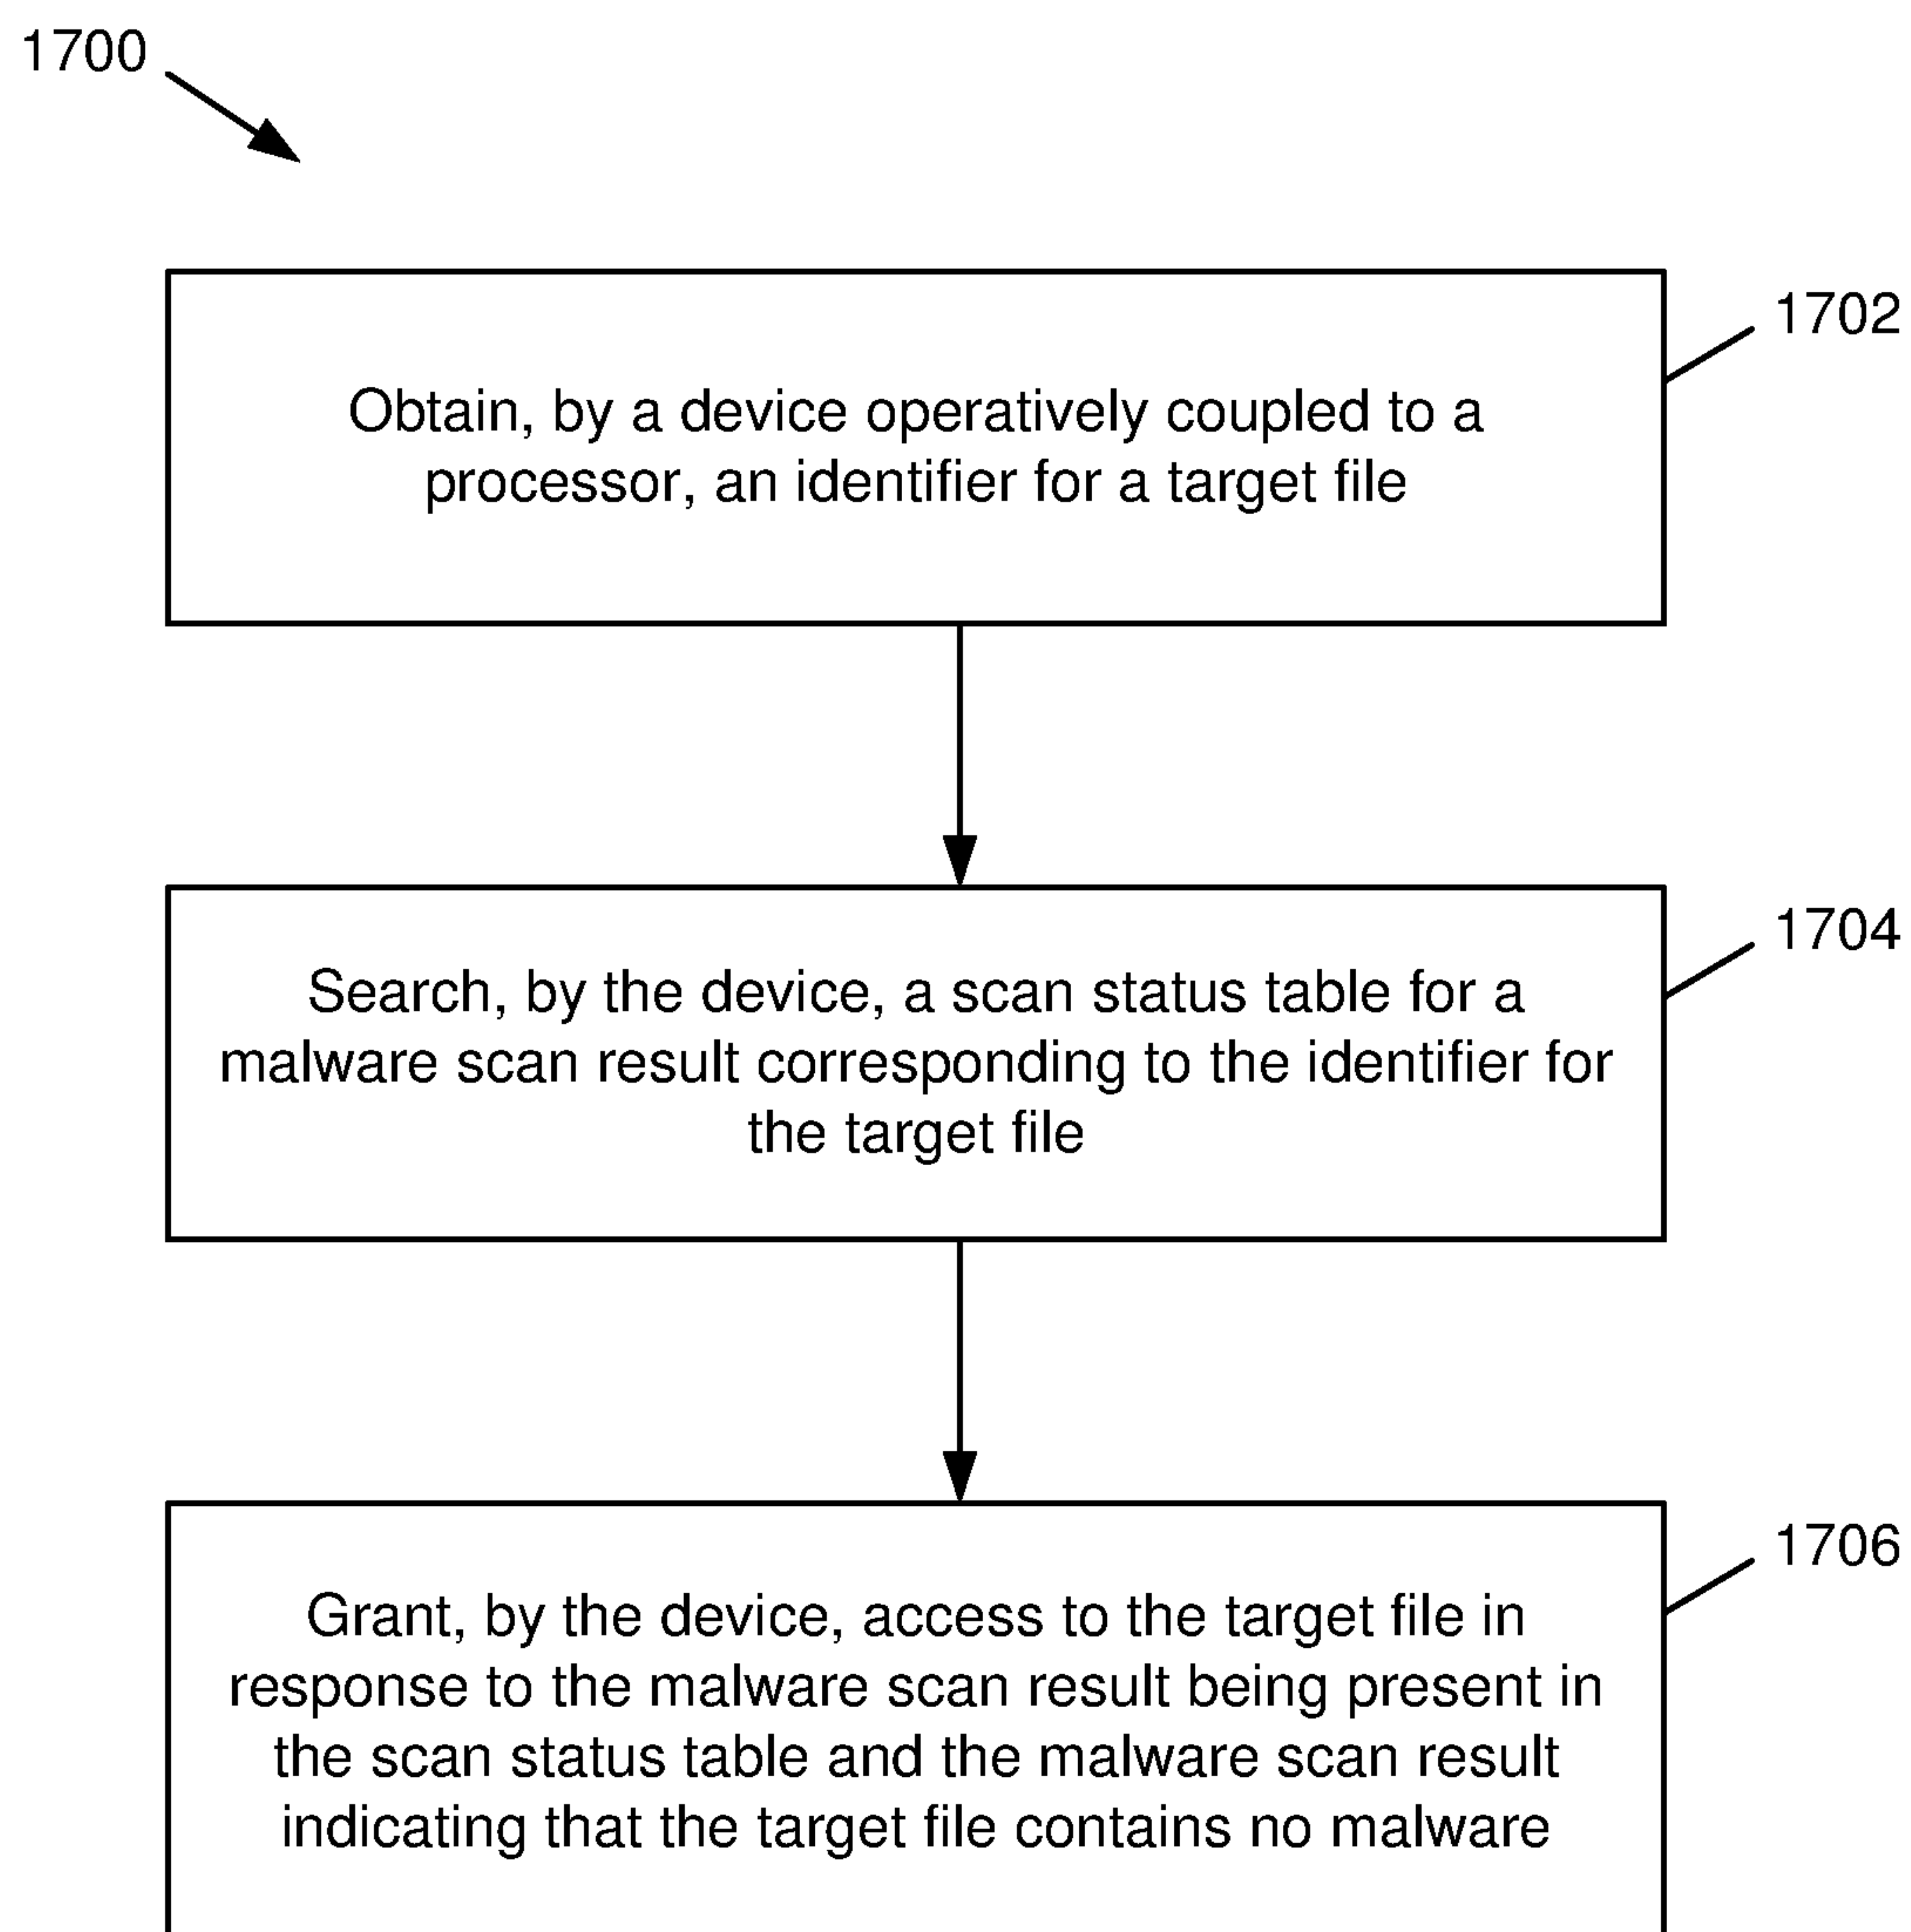 1700
1702
Obtain, by a device operatively coupled to a
processor, an identifier for a target file
1704
Search, by the device, a scan status table for a
malware scan result corresponding to the identifier for
the target file
1706
Grant, by the device, access to the target file in
response to the malware scan result being present in
the scan status table and the malware scan result
indicating that the target file contains no malware